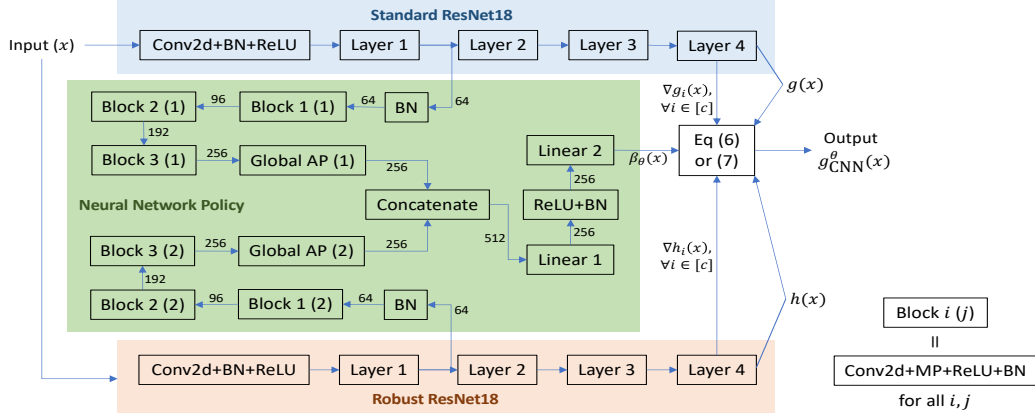 Standard ResNet18
Input (x)
Conv2d+BN+ReLU
Layer 1
Layer 2
Layer 3
Layer 4
g(x)
∇g_i(x),
∀i ∈ [c]
Block 2 (1)
96
Block 1 (1)
64
BN
64
192
Block 3 (1)
256
Global AP (1)
256
Linear 2
β_θ(x)
Eq (6)
or (7)
Output
g^θ_CNN(x)
256
Neural Network Policy
Concatenate
ReLU+BN
512
256
Block 3 (2)
256
Global AP (2)
256
Linear 1
∇h_i(x),
∀i ∈ [c]
192
Block 2 (2)
96
Block 1 (2)
64
BN
64
h(x)
Block i (j)
=
Conv2d+MP+ReLU+BN
for all i, j
Conv2d+BN+ReLU
Layer 1
Layer 2
Layer 3
Layer 4
Robust ResNet18